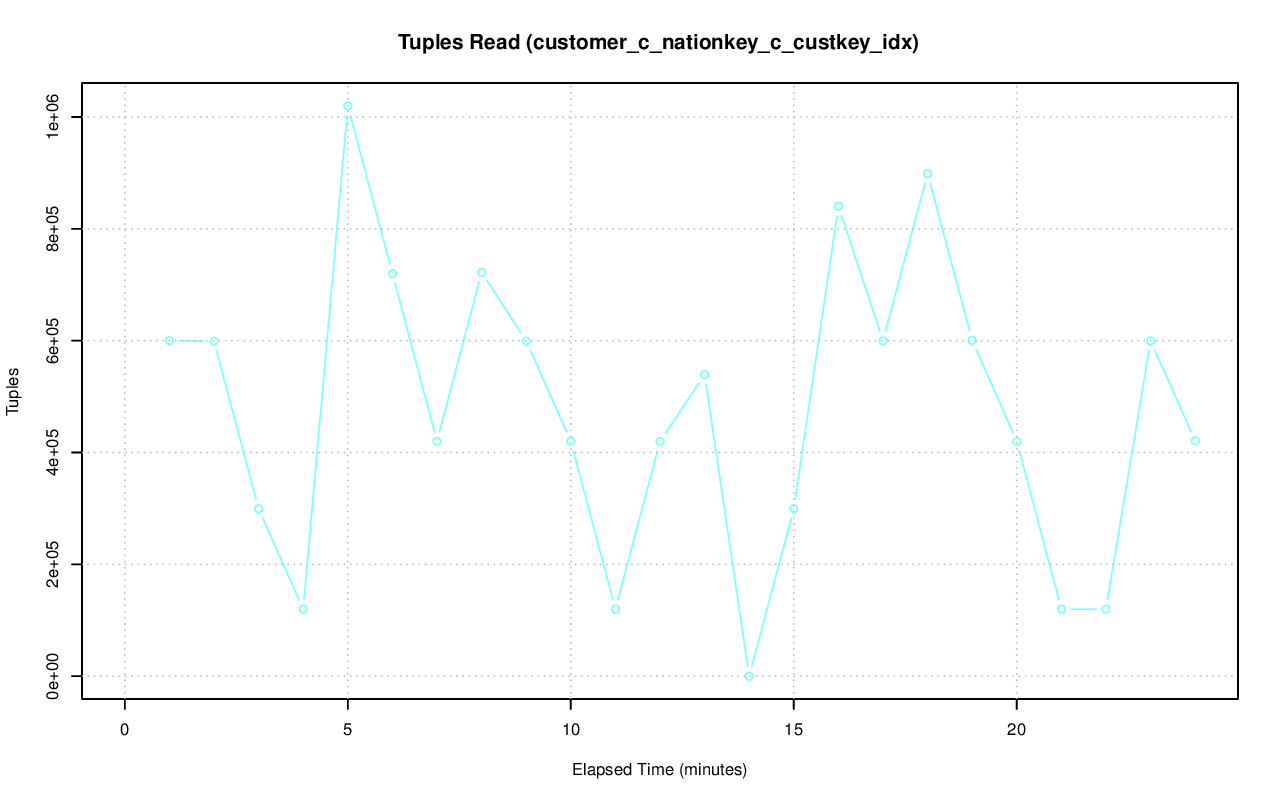 Tuples Read (customer_c_nationkey_c_custkey_idx)
Tuples
1e+06
8e+05
6e+05
4e+05
2e+05
0e+00
0 5 10 15 20
Elapsed Time (minutes)